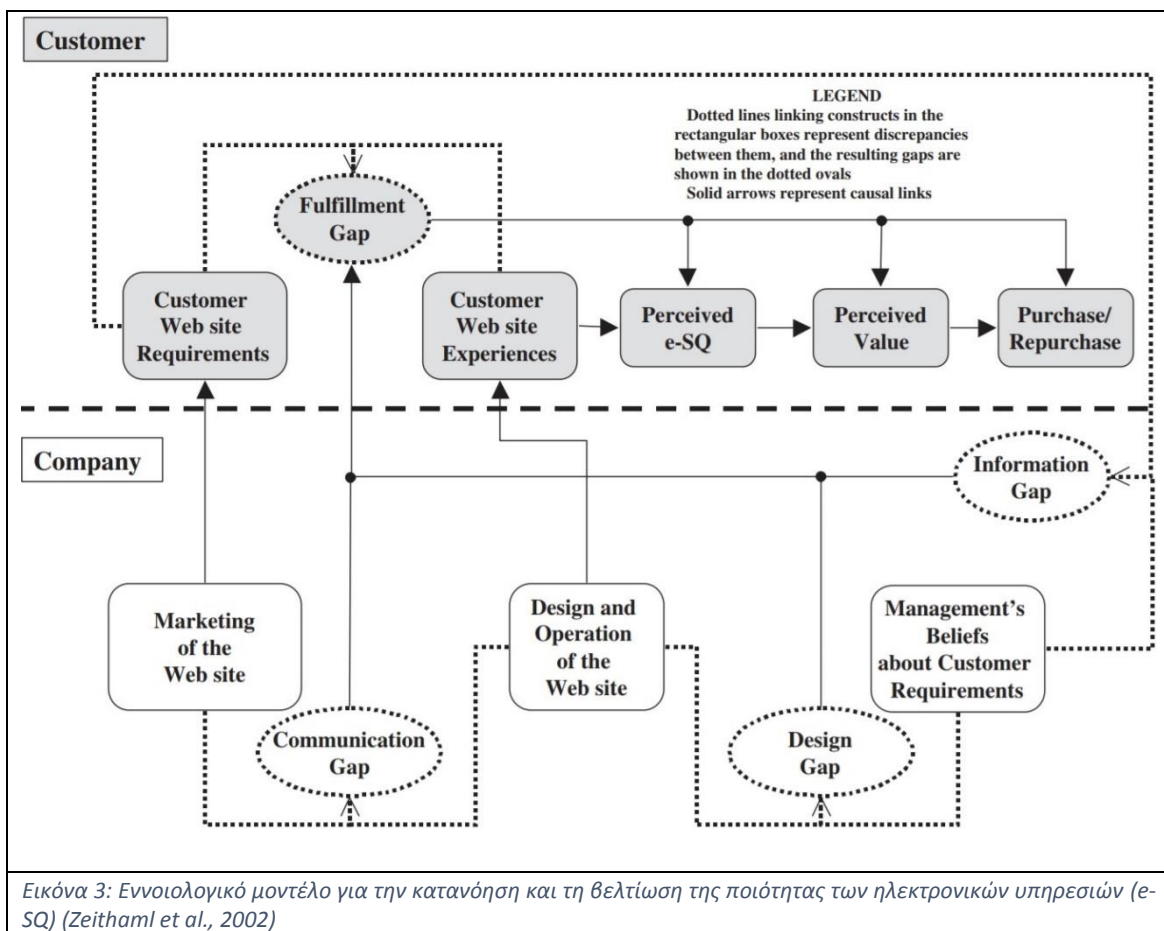 Customer
LEGEND
Dotted lines linking constructs in the
rectangular boxes represent discrepancies
between them, and the resulting gaps are
shown in the dotted ovals
Solid arrows represent causal links
Fulfillment
Gap
Customer
Web site
Requirements
Customer
Web site
Experiences
Perceived
e-SQ
Perceived
Value
Purchase/
Repurchase
Company
Information
Gap
Marketing
of the
Web site
Design and
Operation
of the
Web site
Management's
Beliefs
about Customer
Requirements
Communication
Gap
Design
Gap
Εικόνα 3: Εννοιολογικό μοντέλο για την κατανόηση και τη βελτίωση της ποιότητας των ηλεκτρονικών υπηρεσιών (e-
SQ) (Zeithaml et al., 2002)